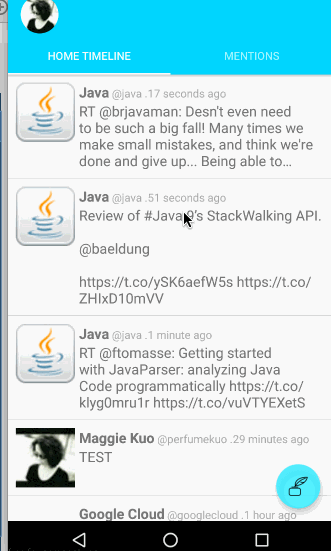 HOME TIMELINE MENTIONS
Java @java .17 seconds ago
RT @brjavaman: Desn't even need
to be such a big fall! Many times we
make small mistakes, and think we're
done and give up... Being able to...
Java @java .51 seconds ago
Review of #Java 9's StackWalking API.
@baeldung
https://t.co/ySK6aefW5s https://t.co/
ZHIxD10mVV
Java @java .1 minute ago
RT @ftomasse: Getting started
with JavaParser: analyzing Java
Code programmatically https://t.co/
klyg0mru1r https://t.co/vuVTYEXetS
Maggie Kuo @perfumekuo .29 minutes ago
TEST
Google Cloud @googlecloud .1 hour ago